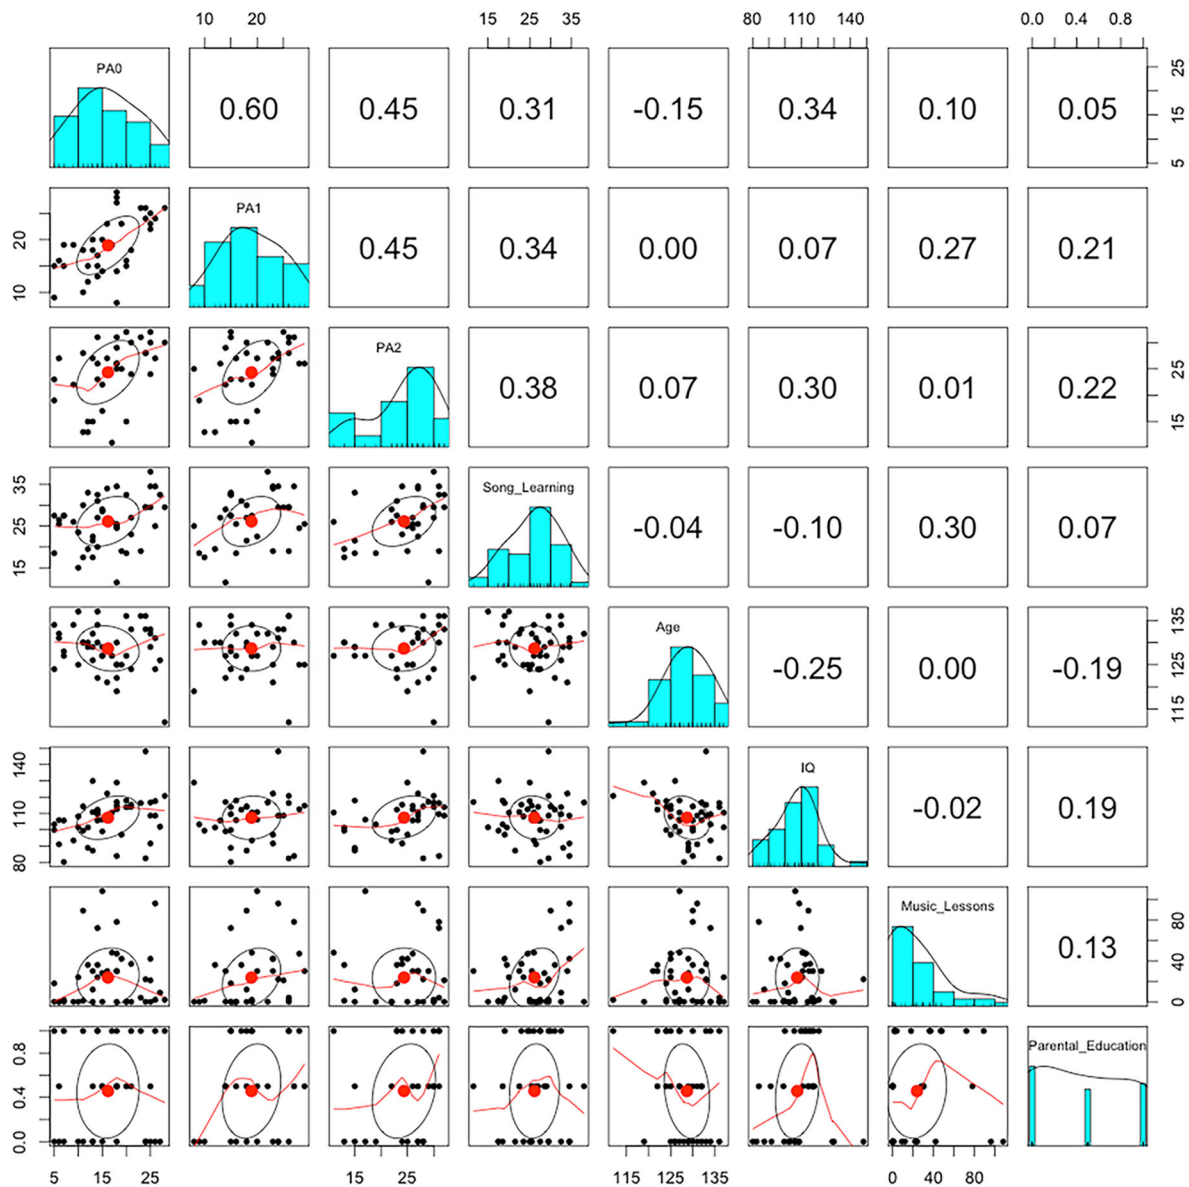 10 20 15 25 35 80 110 140 0.0 0.4 0.8
PA0 0.60 0.45 0.31 -0.15 0.34 0.10 0.05 5 15 25
10 20 PA1 0.45 0.34 0.00 0.07 0.27 0.21
PA2 0.38 0.07 0.30 0.01 0.22 15 25
15 25 35 Song_Learning -0.04 -0.10 0.30 0.07
Age -0.25 0.00 -0.19 115 125 135
80 110 140 IQ -0.02 0.19
Music_Lessons 0.13 0 40 80
0.0 0.4 0.8 Parental_Education
5 15 25 15 25 115 125 135 0 40 80